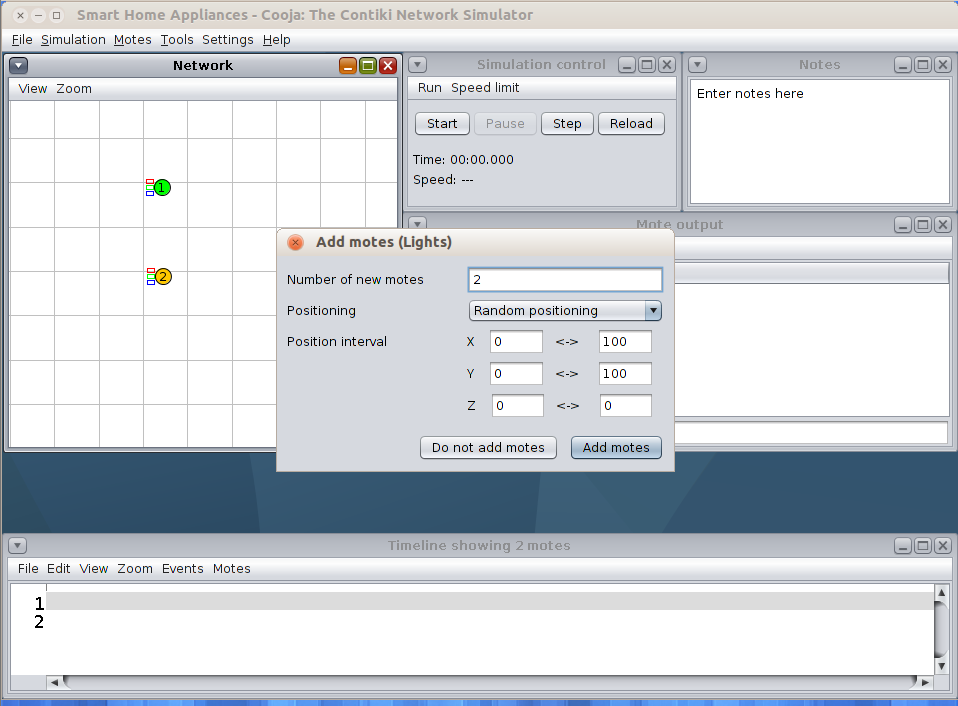 Smart Home Appliances - Cooja: The Contiki Network Simulator
File Simulation Motes Tools Settings Help
Network
View Zoom
1
2
Simulation control
Run Speed limit
Start Pause Step Reload
Time: 00:00.000
Speed: ---
Notes
Enter notes here
Mote output
Add motes (Lights)
Number of new motes 2
Positioning Random positioning
Position interval X 0 <-> 100
Y 0 <-> 100
Z 0 <-> 0
Do not add motes Add motes
Timeline showing 2 motes
File Edit View Zoom Events Motes
1
2